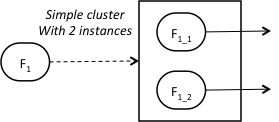 Simple cluster
With 2 instances
F1
F1_1
F1_2